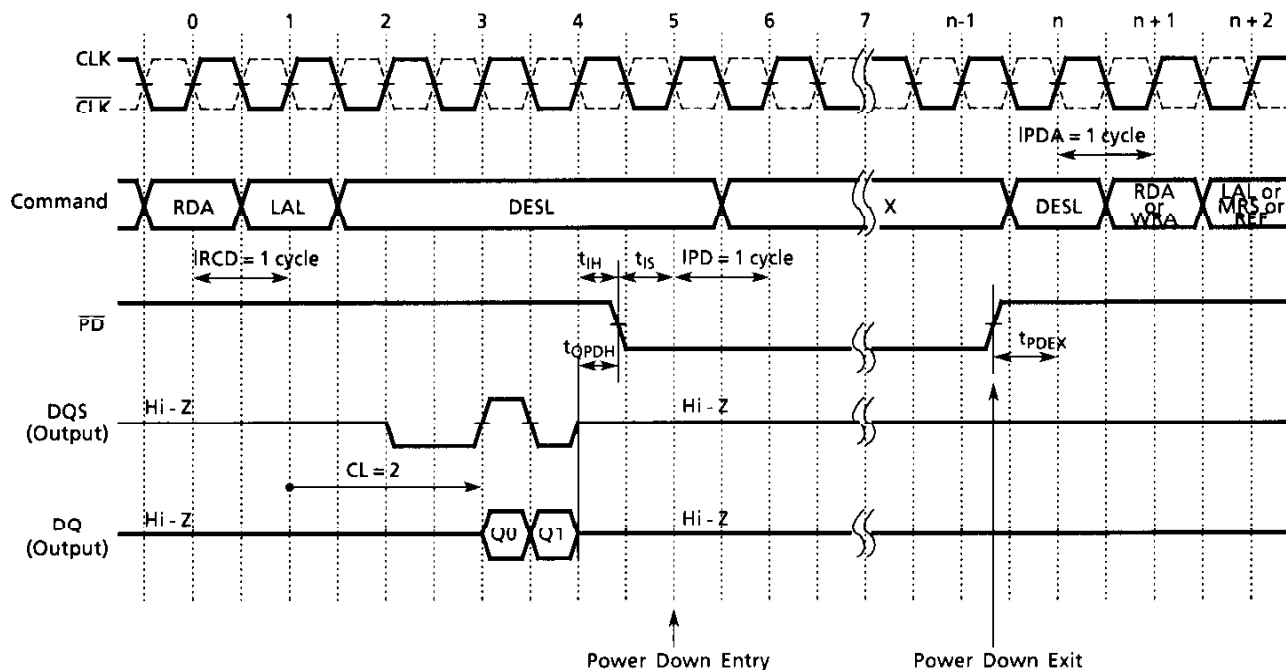 0 1 2 3 4 5 6 7 n-1 n n + 1 n + 2
CLK
CLK
IPDA = 1 cycle
Command
RDA
LAL
DESL
X
DESL
RDA or WRA
LAL or MRS or REF
IRCD = 1 cycle
tIH
tIS
IPD = 1 cycle
PD
tQPDH
tPDEX
DQS
(Output)
Hi - Z
Hi - Z
CL = 2
DQ
(Output)
Hi - Z
Q0
Q1
Hi - Z
Power Down Entry
Power Down Exit